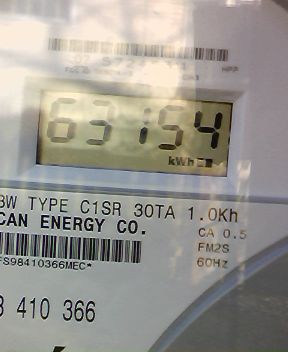 63154
kWh
3W TYPE C1SR 30TA 1.0Kh
CAN ENERGY CO.
CA 0.5
FM2S
FS98410366MEC*
60Hz
3 410 366